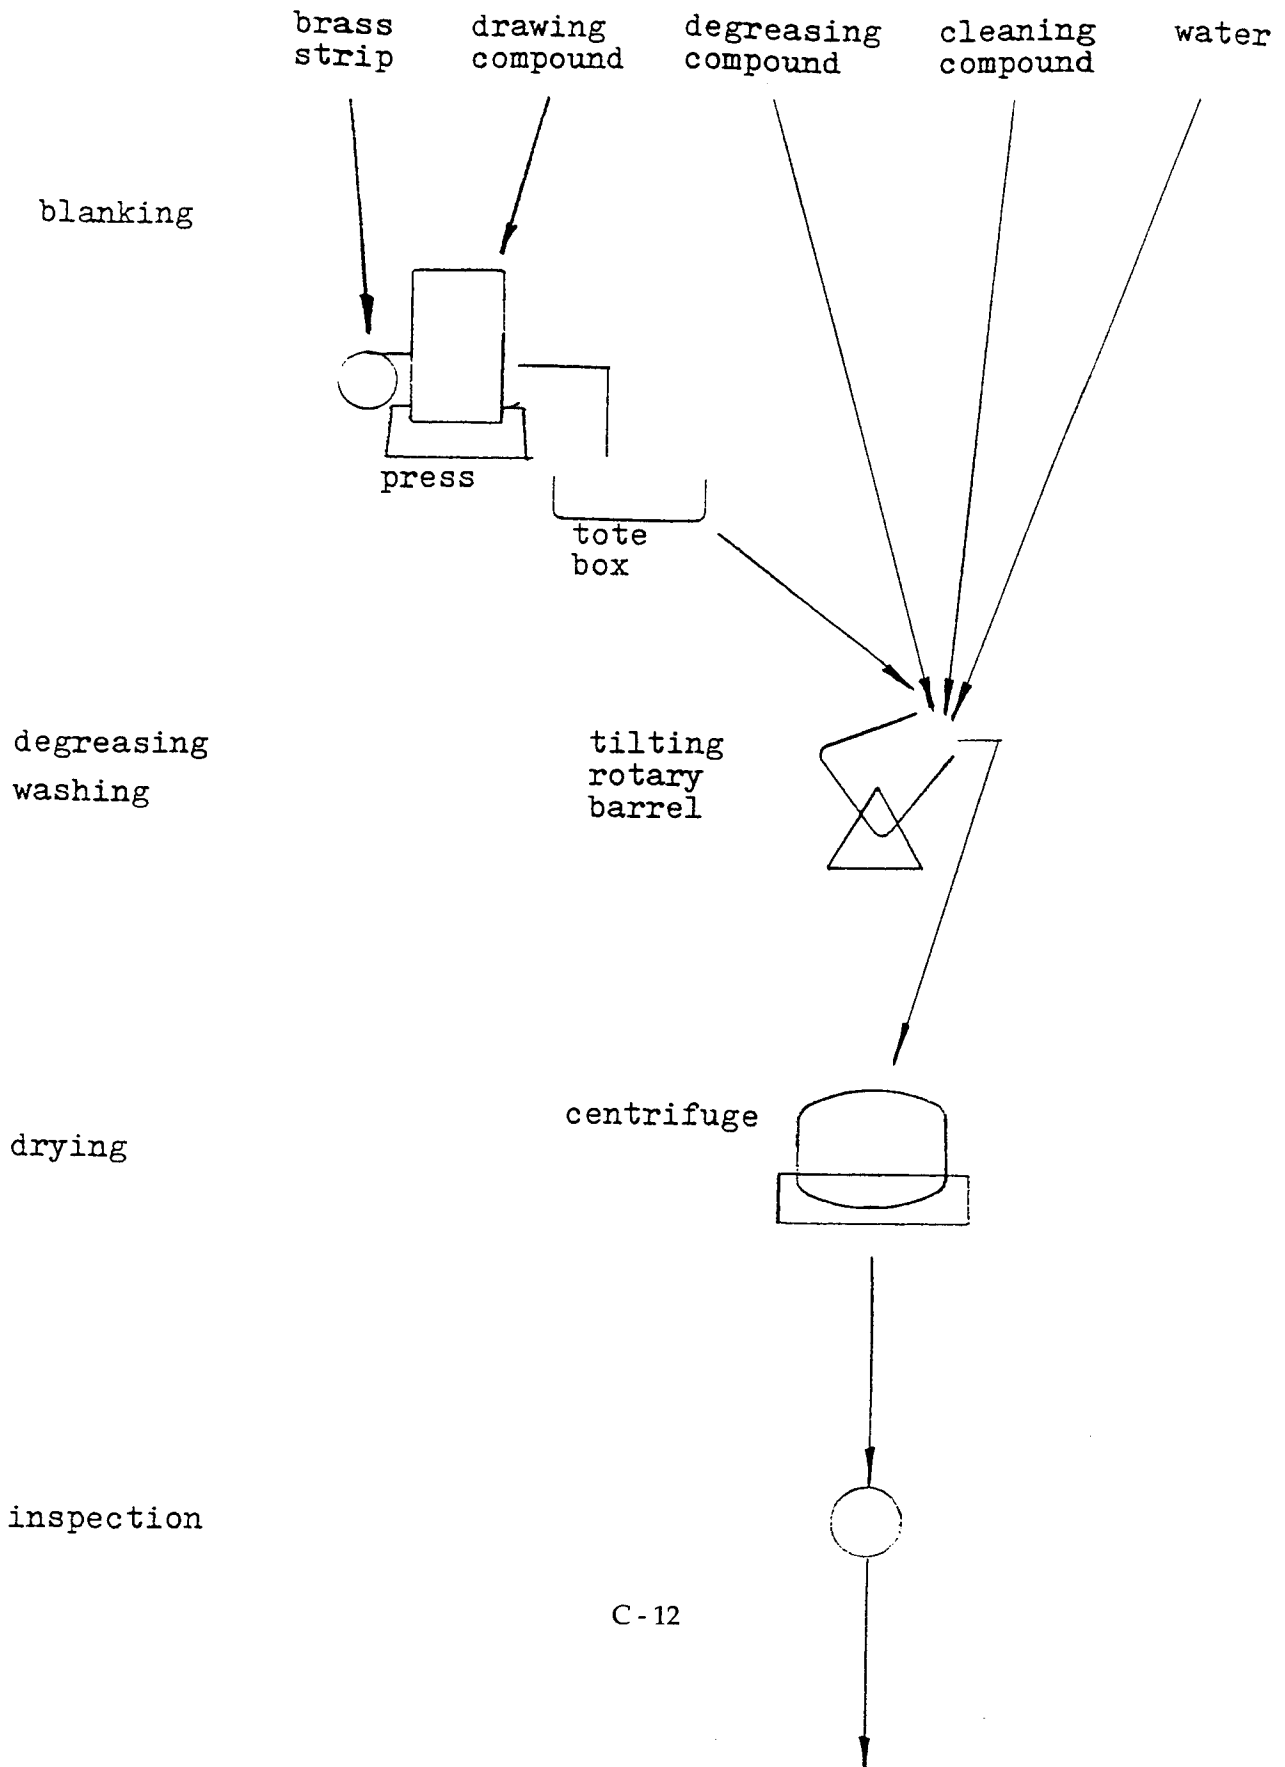 brass
strip
drawing
compound
degreasing
compound
cleaning
compound
water
blanking
press
tote
box
degreasing
washing
tilting
rotary
barrel
centrifuge
drying
inspection
C - 12